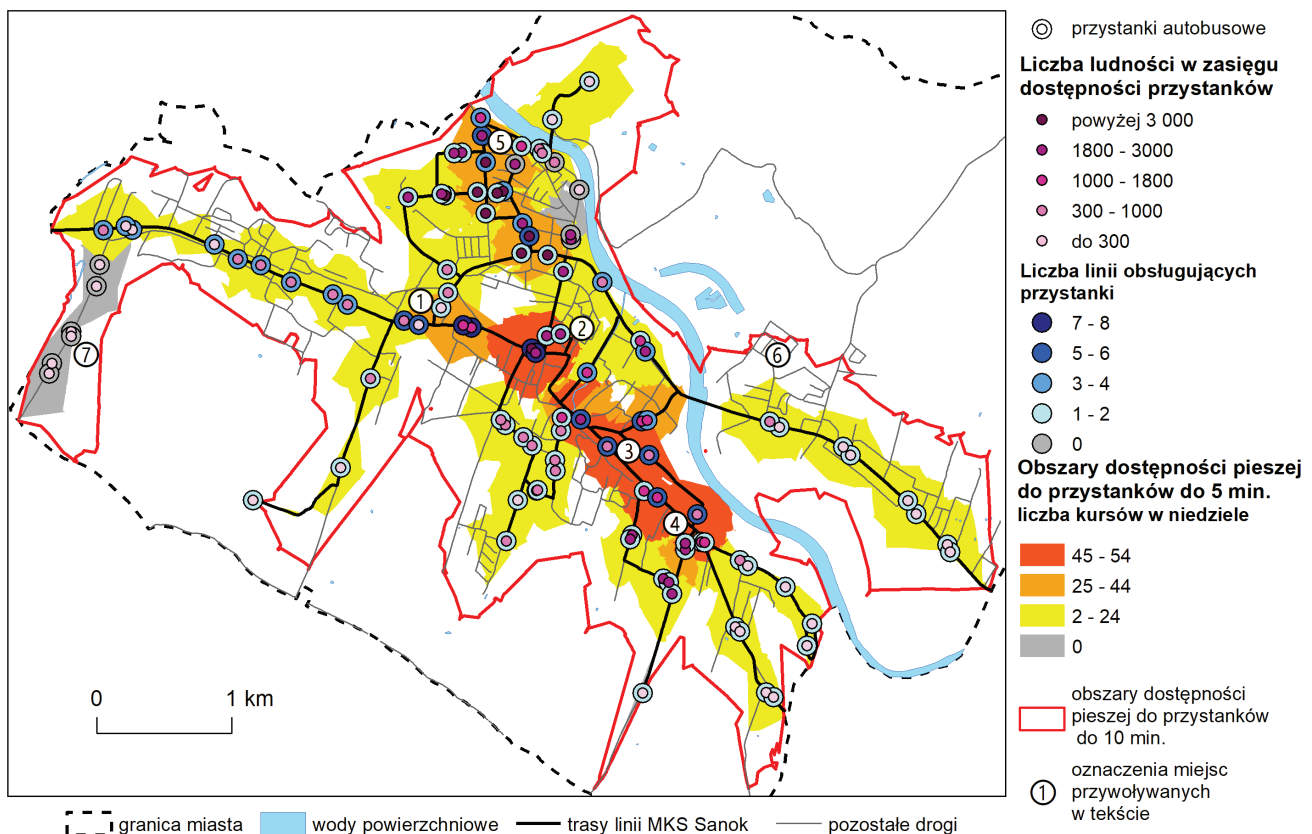 przystanki autobusowe
Liczba ludności w zasięgu
dostępności przystanków
powyżej 3 000
1800 - 3000
1000 - 1800
300 - 1000
do 300
Liczba linii obsługujących
przystanki
7 - 8
5 - 6
3 - 4
1 - 2
0
Obszary dostępności pieszej
do przystanków do 5 min.
liczba kursów w niedziele
45 - 54
25 - 44
2 - 24
0
obszary dostępności
pieszej do przystanków
do 10 min.
1
oznaczenia miejsc
przywoływanych
w tekście
5
1
2
7
6
3
4
0
1 km
granica miasta
wody powierzchniowe
trasy linii MKS Sanok
pozostałe drogi